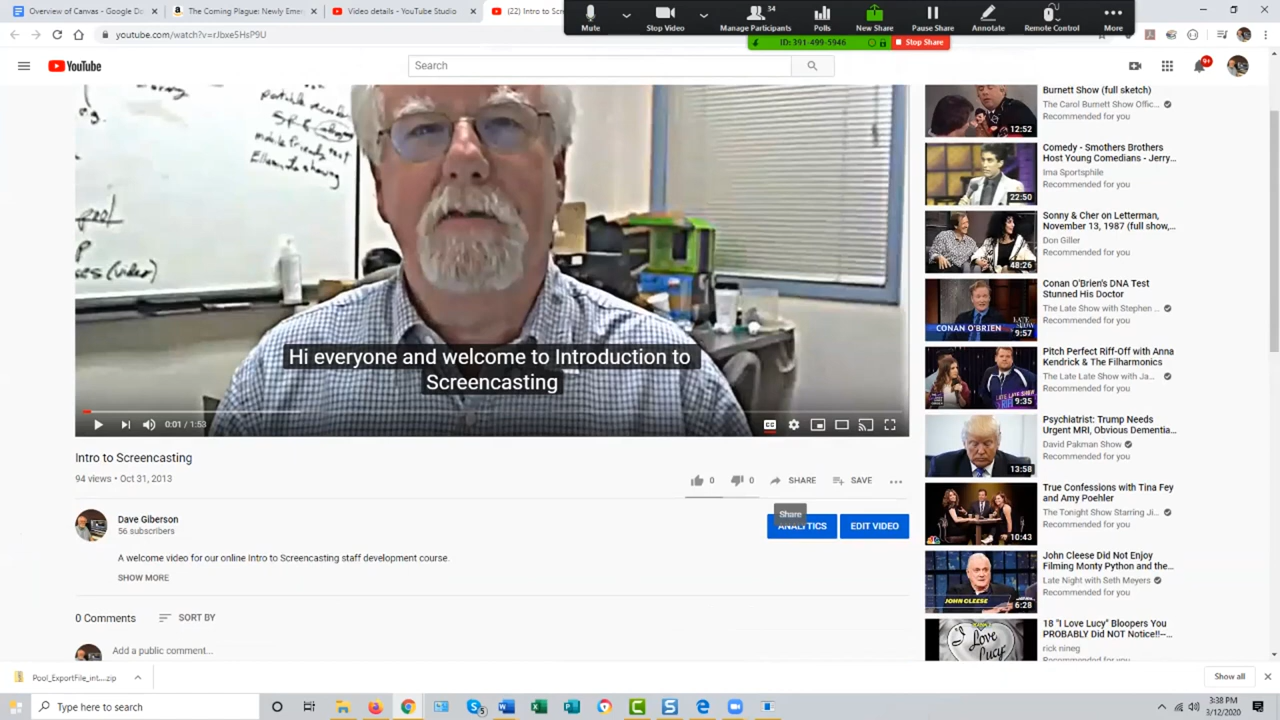 Overview of Canvas - Google Do
The Coming Plague: Newly Emer
Video details - YouTube Studio
(22) Intro to Scre
34
Mute
Stop Video
Manage Participants
Polls
New Share
Pause Share
Annotate
Remote Control
More
ID: 391-499-5946
Stop Share
YouTube
Search
9+
Hi everyone and welcome to Introduction to
Screencasting
0:01 / 1:53
CC
Intro to Screencasting
94 views • Oct 31, 2013
0
0
SHARE
SAVE
Share
Dave Giberson
56 subscribers
ANALYTICS
EDIT VIDEO
A welcome video for our online Intro to Screencasting staff development course.
SHOW MORE
0 Comments
SORT BY
Add a public comment...
Burnett Show (full sketch)
The Carol Burnett Show Offic...
Recommended for you
12:52
Comedy - Smothers Brothers
Host Young Comedians - Jerry...
Ima Sportsphile
Recommended for you
22:50
Sonny & Cher on Letterman,
November 13, 1987 (full show,...
Don Giller
Recommended for you
48:26
Conan O'Brien's DNA Test
Stunned His Doctor
The Late Show with Stephen ...
Recommended for you
CONAN O'BRIEN
LATE SHOW
9:57
Pitch Perfect Riff-Off with Anna
Kendrick & The Filharmonics
The Late Late Show with Ja...
Recommended for you
9:35
Psychiatrist: Trump Needs
Urgent MRI, Obvious Dementia...
David Pakman Show
Recommended for you
13:58
True Confessions with Tina Fey
and Amy Poehler
The Tonight Show Starring Ji...
Recommended for you
10:43
John Cleese Did Not Enjoy
Filming Monty Python and the...
Late Night with Seth Meyers
Recommended for you
JOHN CLEESE
6:28
18 "I Love Lucy" Bloopers You
PROBABLY Did NOT Notice!!--...
rick nineg
Recommended for you
I Love
Lucy
Pool_ExportFile_int....zip
Show all
Type here to search
3:38 PM
3/12/2020